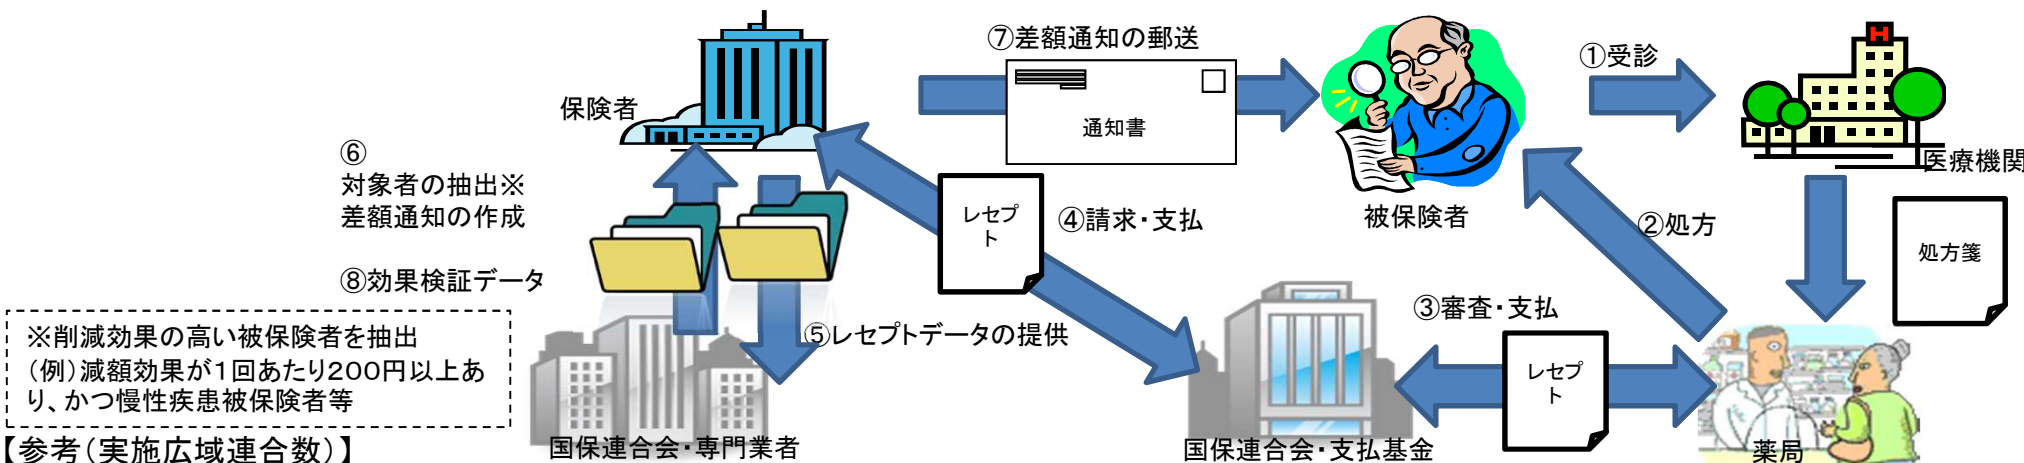 ⑦差額通知の郵送
①受診
保険者
通知書
医療機関
⑥
対象者の抽出※
差額通知の作成
レセプ
ト
④請求・支払
被保険者
②処方
処方箋
⑧効果検証データ
③審査・支払
⑤レセプトデータの提供
レセプ
ト
※削減効果の高い被保険者を抽出
(例)減額効果が1回あたり200円以上あ
り、かつ慢性疾患被保険者等
国保連合会・専門業者
国保連合会・支払基金
薬局
【参考(実施広域連合数)】
H